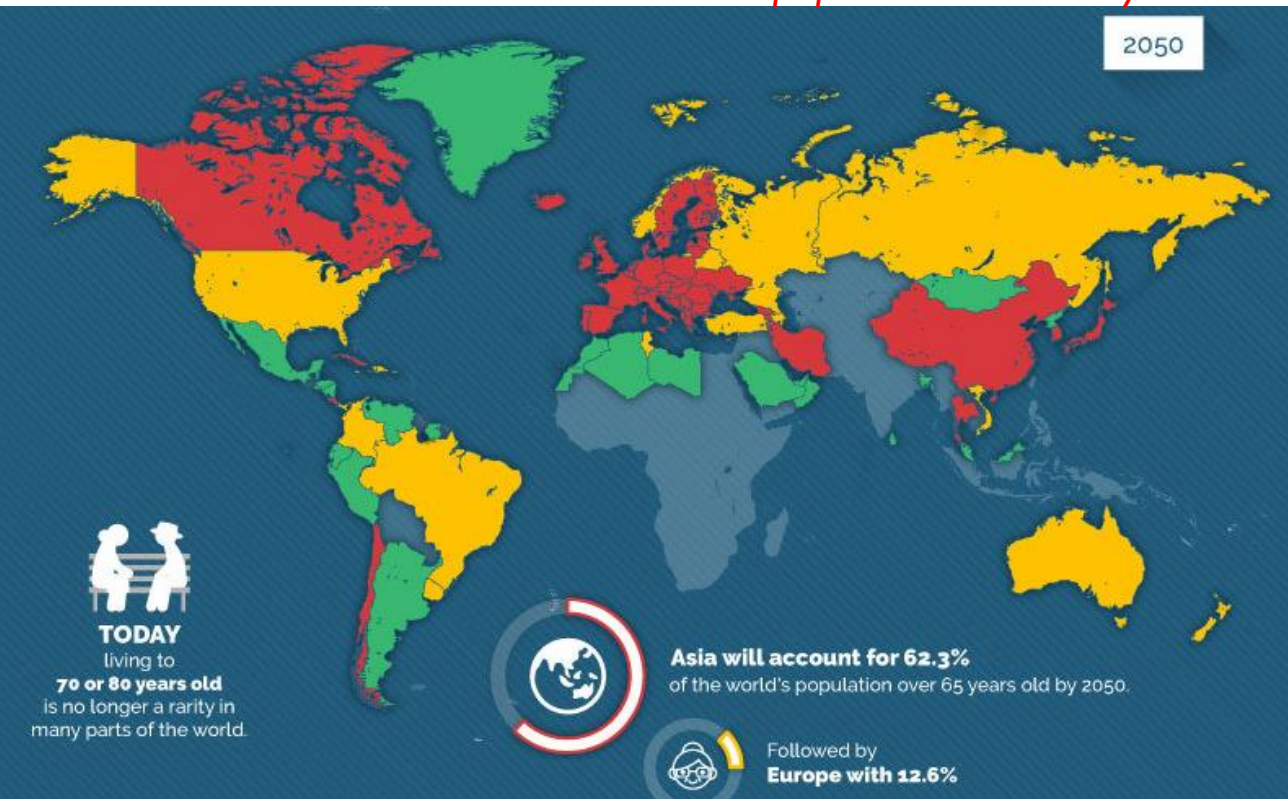 2050
TODAY
living to
70 or 80 years old
is no longer a rarity in
many parts of the world.
Asia will account for 62.3%
of the world's population over 65 years old by 2050.
Followed by
Europe with 12.6%